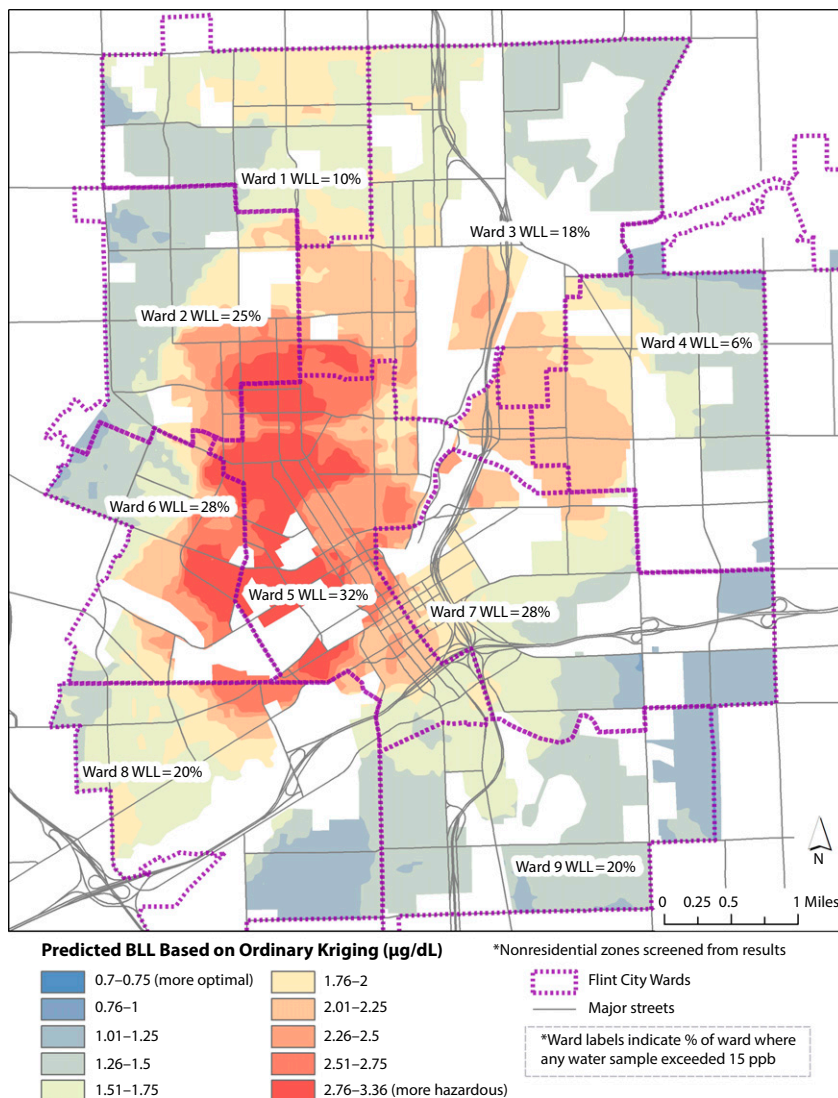 Ward 1 WLL = 10%
Ward 3 WLL = 18%
Ward 2 WLL = 25%
Ward 4 WLL = 6%
Ward 6 WLL = 28%
Ward 5 WLL = 32%
Ward 7 WLL = 28%
Ward 8 WLL = 20%
Ward 9 WLL = 20%
N
0 0.25 0.5 1 Miles
Predicted BLL Based on Ordinary Kriging (µg/dL)
0.7–0.75 (more optimal)
0.76–1
1.01–1.25
1.26–1.5
1.51–1.75
1.76–2
2.01–2.25
2.26–2.5
2.51–2.75
2.76–3.36 (more hazardous)
*Nonresidential zones screened from results
Flint City Wards
Major streets
*Ward labels indicate % of ward where
any water sample exceeded 15 ppb